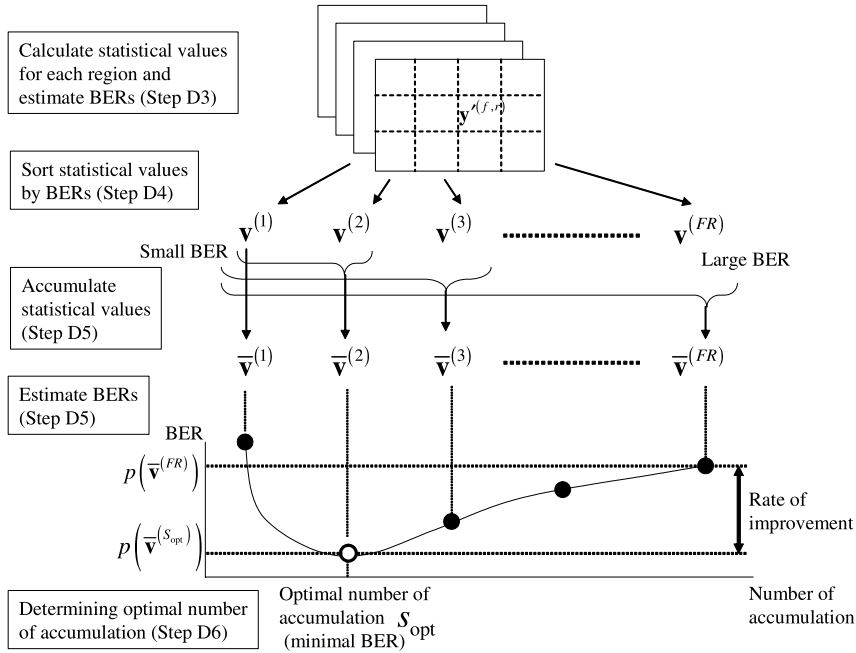 Calculate statistical values
for each region and
estimate BERs (Step D3)
y′(f,r)
Sort statistical values
by BERs (Step D4)
v(1) v(2) v(3) v(FR)
Small BER
Large BER
Accumulate
statistical values
(Step D5)
v̅(1) v̅(2) v̅(3) v̅(FR)
Estimate BERs
(Step D5)
BER
p(v̅(FR))
Rate of
improvement
p(v̅(Sopt))
Determining optimal number
of accumulation (Step D6)
Optimal number of
accumulation Sopt
(minimal BER)
Number of
accumulation